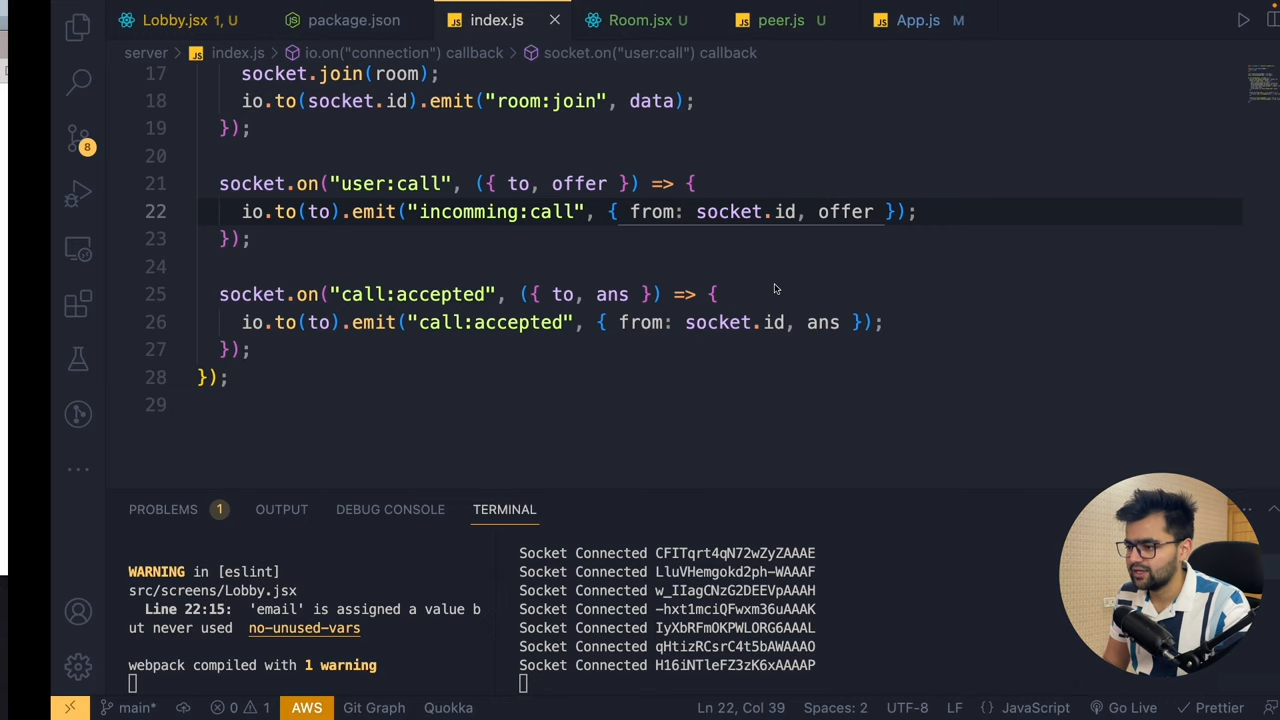 Lobby.jsx 1, U
package.json
index.js
Room.jsx U
peer.js U
App.js M
server > index.js > io.on("connection") callback > socket.on("user:call") callback
17 socket.join(room);
18 io.to(socket.id).emit("room:join", data);
19 });
20
21 socket.on("user:call", ({ to, offer }) => {
22 io.to(to).emit("incomming:call", { from: socket.id, offer });
23 });
24
25 socket.on("call:accepted", ({ to, ans }) => {
26 io.to(to).emit("call:accepted", { from: socket.id, ans });
27 });
28 });
29
8
PROBLEMS 1 OUTPUT DEBUG CONSOLE TERMINAL
WARNING in [eslint]
src/screens/Lobby.jsx
Line 22:15: 'email' is assigned a value b
ut never used no-unused-vars
webpack compiled with 1 warning
Socket Connected CFITqrt4qN72wZyZAAAE
Socket Connected LluVHemgokd2ph-WAAAF
Socket Connected w_IIagCNzG2DEEVpAAAH
Socket Connected -hxt1mciQFwxm36uAAAK
Socket Connected IyXbRFmOKPWLORG6AAAL
Socket Connected qHtizRCsrC4t5bAWAAAO
Socket Connected H16iNTleFZ3zK6xAAAAP
main* 0 1 AWS Git Graph Quokka Ln 22, Col 39 Spaces: 2 UTF-8 LF {} JavaScript Go Live Prettier